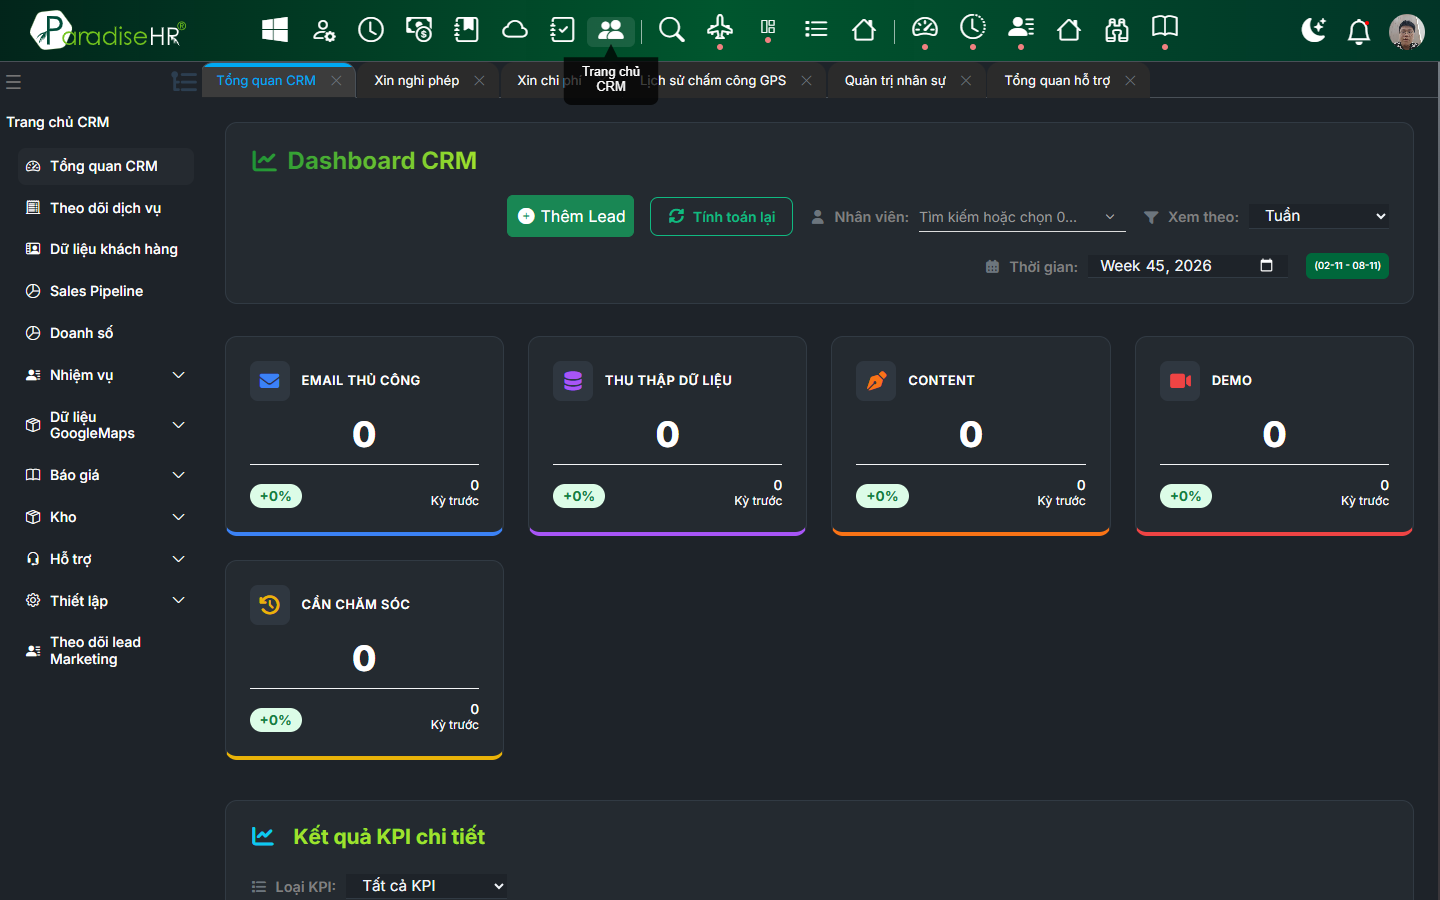 ParadiseHR®
Tổng quan CRM
Xin nghỉ phép
Xin chi phí
Lịch sử chấm công GPS
Quản trị nhân sự
Tổng quan hỗ trợ
Trang chủ
CRM
Trang chủ CRM
Tổng quan CRM
Theo dõi dịch vụ
Dữ liệu khách hàng
Sales Pipeline
Doanh số
Nhiệm vụ
Dữ liệu
GoogleMaps
Báo giá
Kho
Hỗ trợ
Thiết lập
Theo dõi lead
Marketing
Dashboard CRM
Thêm Lead
Tính toán lại
Nhân viên:
Tìm kiếm hoặc chọn 0...
Xem theo:
Tuần
Thời gian:
Week 45, 2026
(02-11 - 08-11)
EMAIL THỦ CÔNG
0
+0%
0
Kỳ trước
THU THẬP DỮ LIỆU
0
+0%
0
Kỳ trước
CONTENT
0
+0%
0
Kỳ trước
DEMO
0
+0%
0
Kỳ trước
CẦN CHĂM SÓC
0
+0%
0
Kỳ trước
Kết quả KPI chi tiết
Loại KPI:
Tất cả KPI